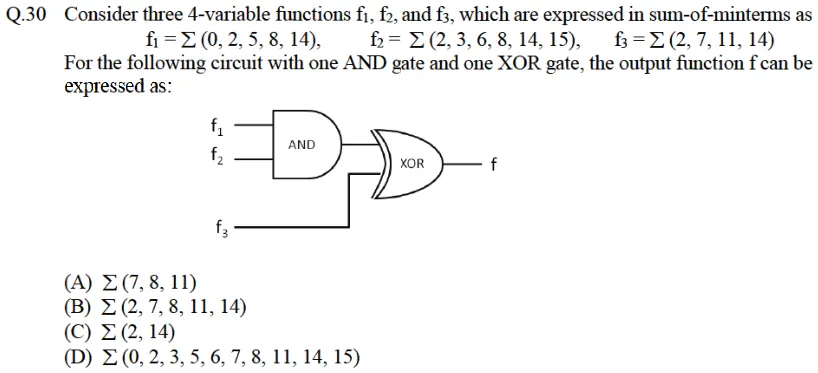 Q.30 Consider three 4-variable functions f₁, f₂, and f₃, which are expressed in sum-of-minterms as
f₁ = Σ (0, 2, 5, 8, 14), f₂ = Σ (2, 3, 6, 8, 14, 15), f₃ = Σ (2, 7, 11, 14)
For the following circuit with one AND gate and one XOR gate, the output function f can be
expressed as:
f₁
AND
f₂
XOR
f
f₃
(A) Σ (7, 8, 11)
(B) Σ (2, 7, 8, 11, 14)
(C) Σ (2, 14)
(D) Σ (0, 2, 3, 5, 6, 7, 8, 11, 14, 15)